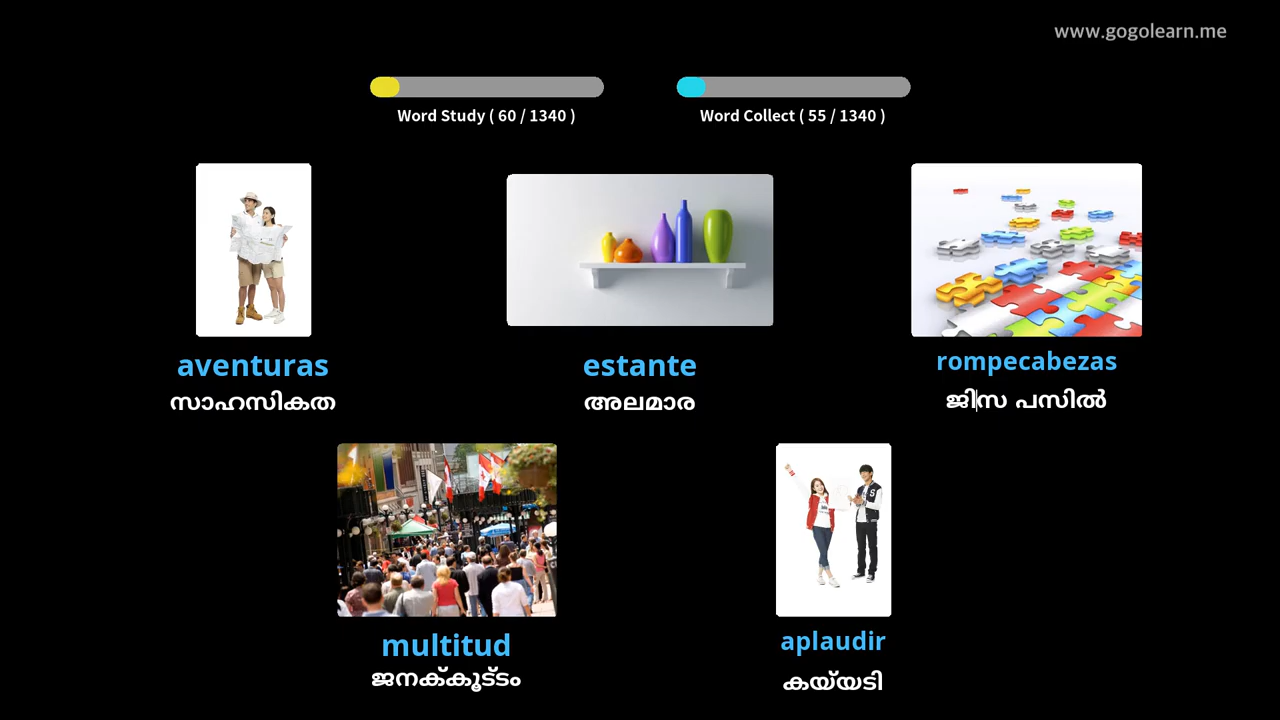 www.gogolearn.me
Word Study ( 60 / 1340 )
Word Collect ( 55 / 1340 )
aventuras
സാഹസികത
estante
അലമാര
rompecabezas
ജിസ പസിൽ
multitud
ജനക്കൂട്ടം
aplaudir
കയ്യടി